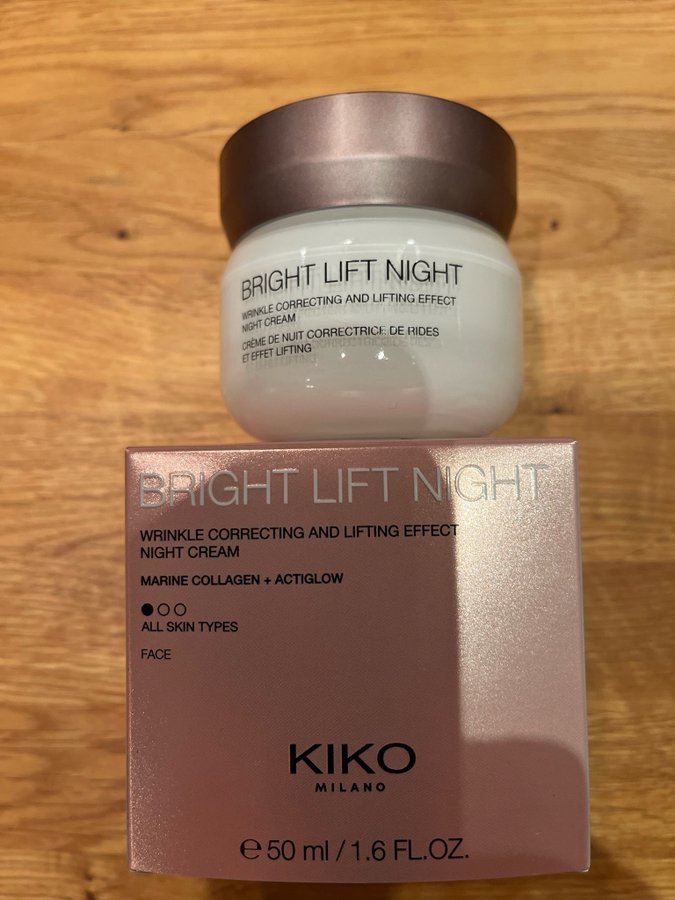 BRIGHT LIFT NIGHT
WRINKLE CORRECTING AND LIFTING EFFECT
NIGHT CREAM
CRÈME DE NUIT CORRECTRICE DE RIDES
ET EFFET LIFTING
BRIGHT LIFT NIGHT
WRINKLE CORRECTING AND LIFTING EFFECT
NIGHT CREAM
MARINE COLLAGEN + ACTIGLOW
ALL SKIN TYPES
FACE
KIKO
MILANO
℮ 50 ml / 1.6 FL.OZ.